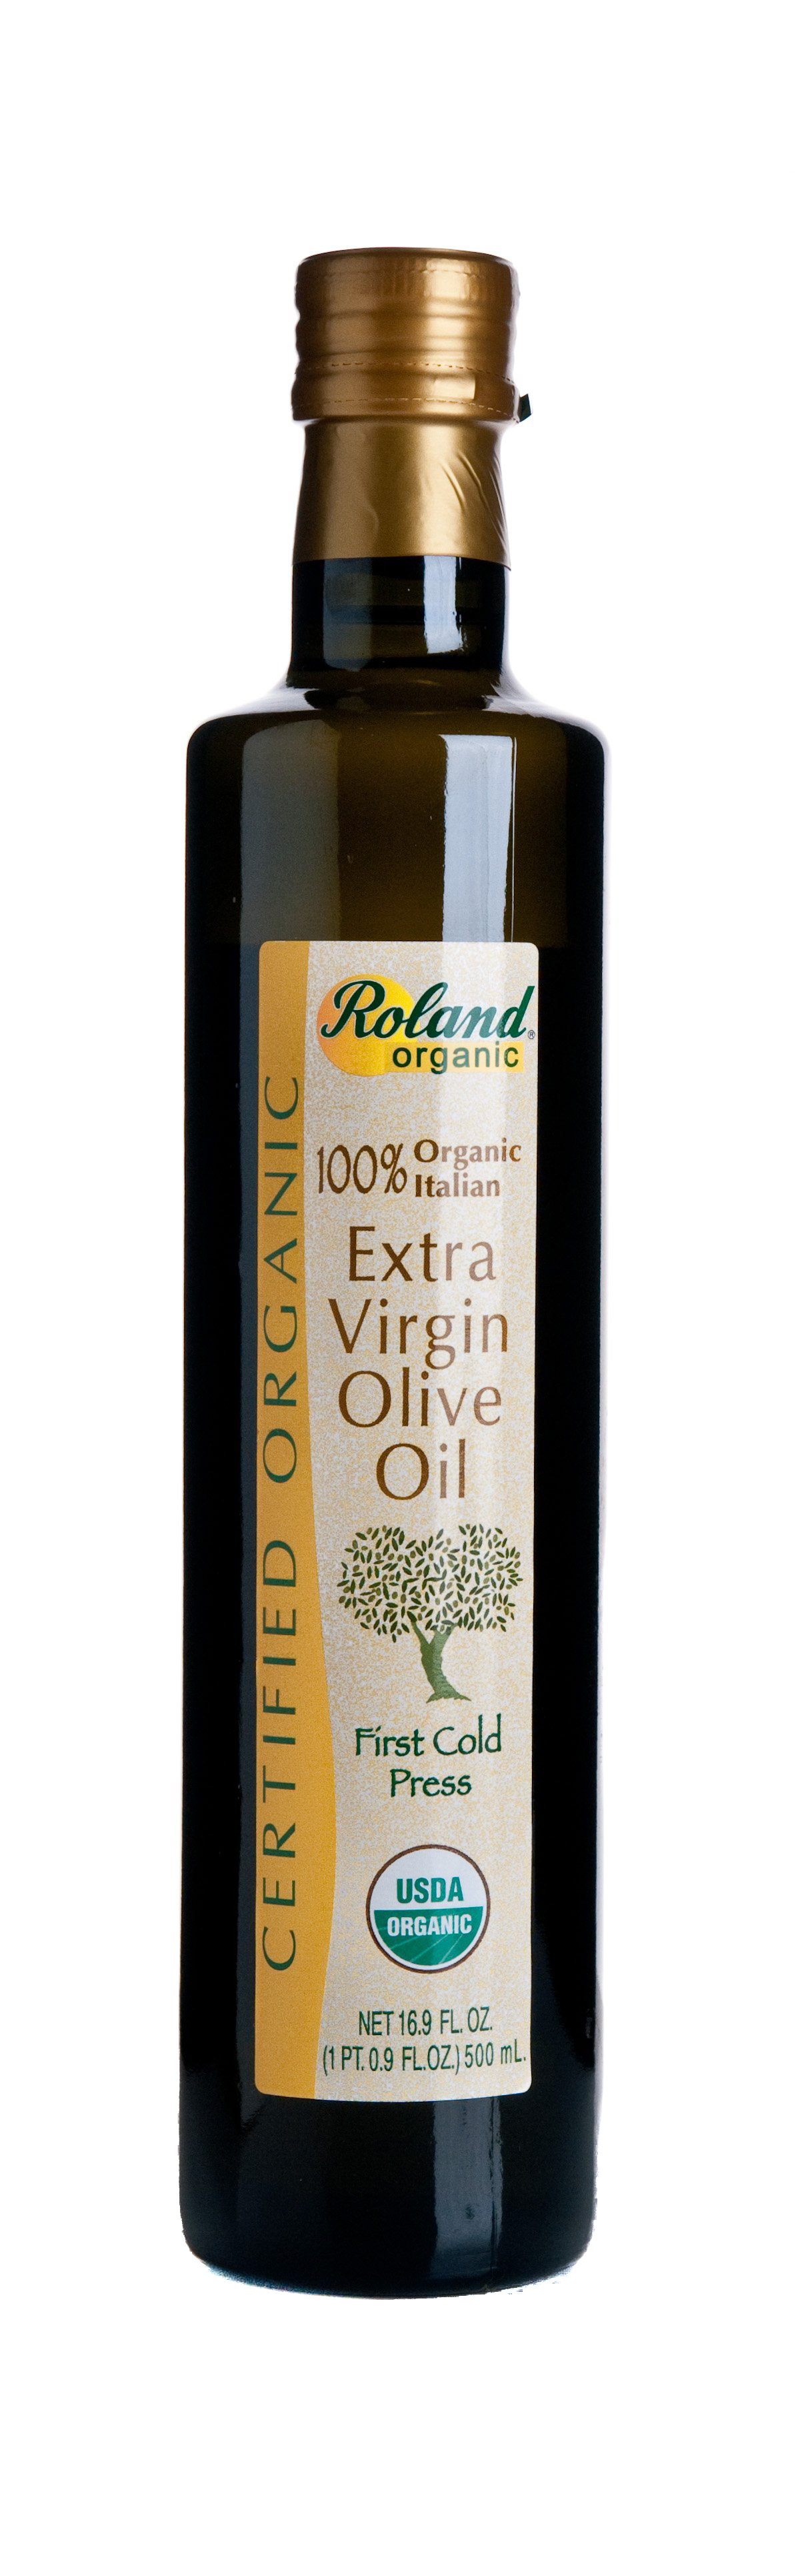 Roland®
organic
100% Organic
Italian
Extra
Virgin
Olive
Oil
First Cold
Press
USDA
ORGANIC
NET 16.9 FL. OZ.
(1 PT. 0.9 FL.OZ.) 500 mL.
CERTIFIED ORGANIC